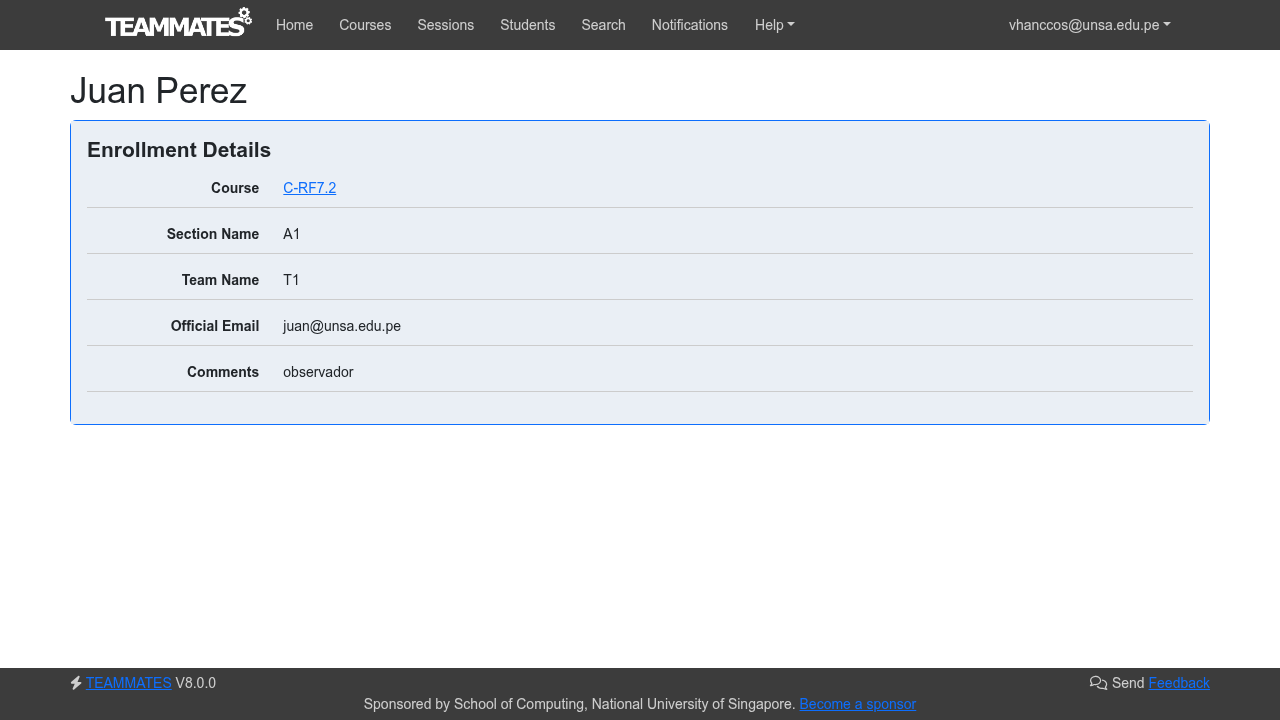 TEAMMATES Home Courses Sessions Students Search Notifications Help vhanccos@unsa.edu.pe
Juan Perez
Enrollment Details
Course C-RF7.2
Section Name A1
Team Name T1
Official Email juan@unsa.edu.pe
Comments observador
TEAMMATES V8.0.0 Send Feedback
Sponsored by School of Computing, National University of Singapore. Become a sponsor